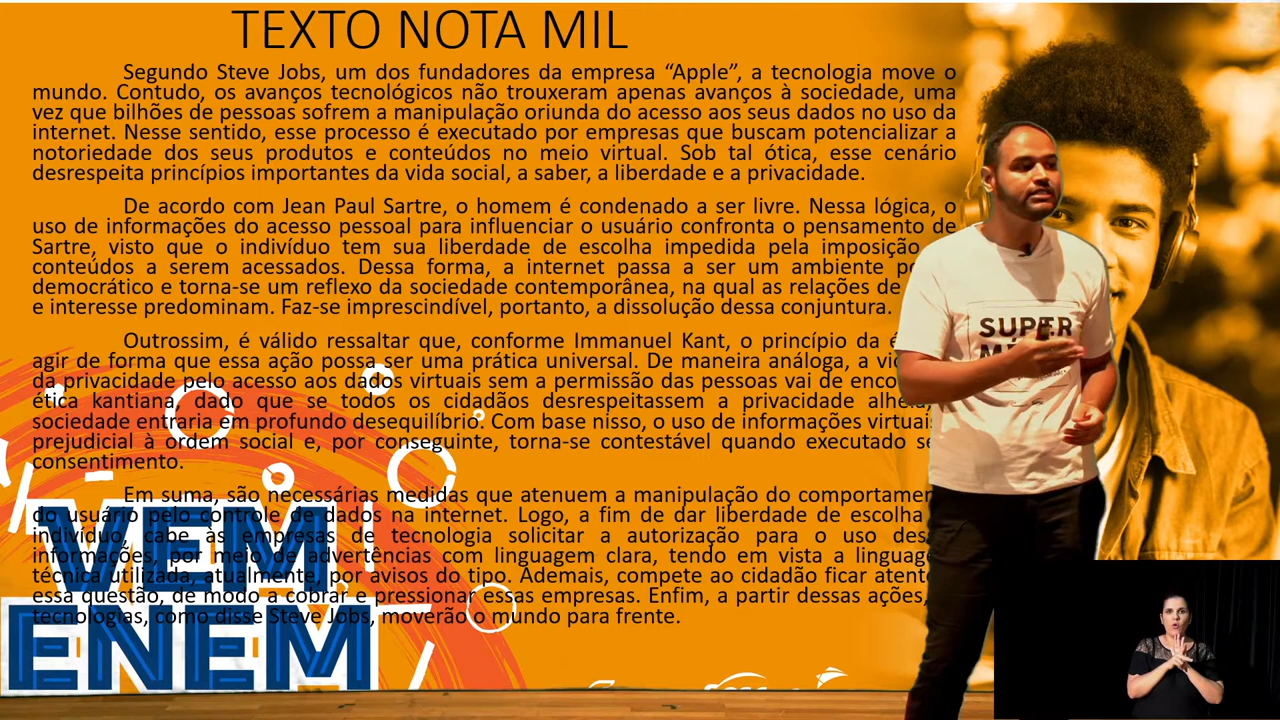 TEXTO NOTA MIL
Segundo Steve Jobs, um dos fundadores da empresa “Apple”, a tecnologia move o
mundo. Contudo, os avanços tecnológicos não trouxeram apenas avanços à sociedade, uma
vez que bilhões de pessoas sofrem a manipulação oriunda do acesso aos seus dados no uso da
internet. Nesse sentido, esse processo é executado por empresas que buscam potencializar a
notoriedade dos seus produtos e conteúdos no meio virtual. Sob tal ótica, esse cenário
desrespeita princípios importantes da vida social, a saber, a liberdade e a privacidade.
De acordo com Jean Paul Sartre, o homem é condenado a ser livre. Nessa lógica, o
uso de informações do acesso pessoal para influenciar o usuário confronta o pensamento de
Sartre, visto que o indivíduo tem sua liberdade de escolha impedida pela imposição
conteúdos a serem acessados. Dessa forma, a internet passa a ser um ambiente
democrático e torna-se um reflexo da sociedade contemporânea, na qual as relações de
e interesse predominam. Faz-se imprescindível, portanto, a dissolução dessa conjuntura.
Outrossim, é válido ressaltar que, conforme Immanuel Kant, o princípio da
agir de forma que essa ação possa ser uma prática universal. De maneira análoga, a
da privacidade pelo acesso aos dados virtuais sem a permissão das pessoas vai de
ética kantiana, dado que se todos os cidadãos desrespeitassem a privacidade alheia,
sociedade entraria em profundo desequilíbrio. Com base nisso, o uso de informações virtuais
prejudicial à ordem social e, por conseguinte, torna-se contestável quando executado
consentimento.
Em suma, são necessárias medidas que atenuem a manipulação do
do usuário pelo controle de dados na internet. Logo, a fim de dar liberdade de escolha
indivíduo, cabe às empresas de tecnologia solicitar a autorização para o uso
informações, por meio de advertências com linguagem clara, tendo em vista a
técnica utilizada, atualmente, por avisos do tipo. Ademais, compete ao cidadão ficar
essa questão, de modo a cobrar e pressionar essas empresas. Enfim, a partir dessas ações,
tecnologias, como disse Steve Jobs, moverão o mundo para frente.
SUPER
VEM
ENEM